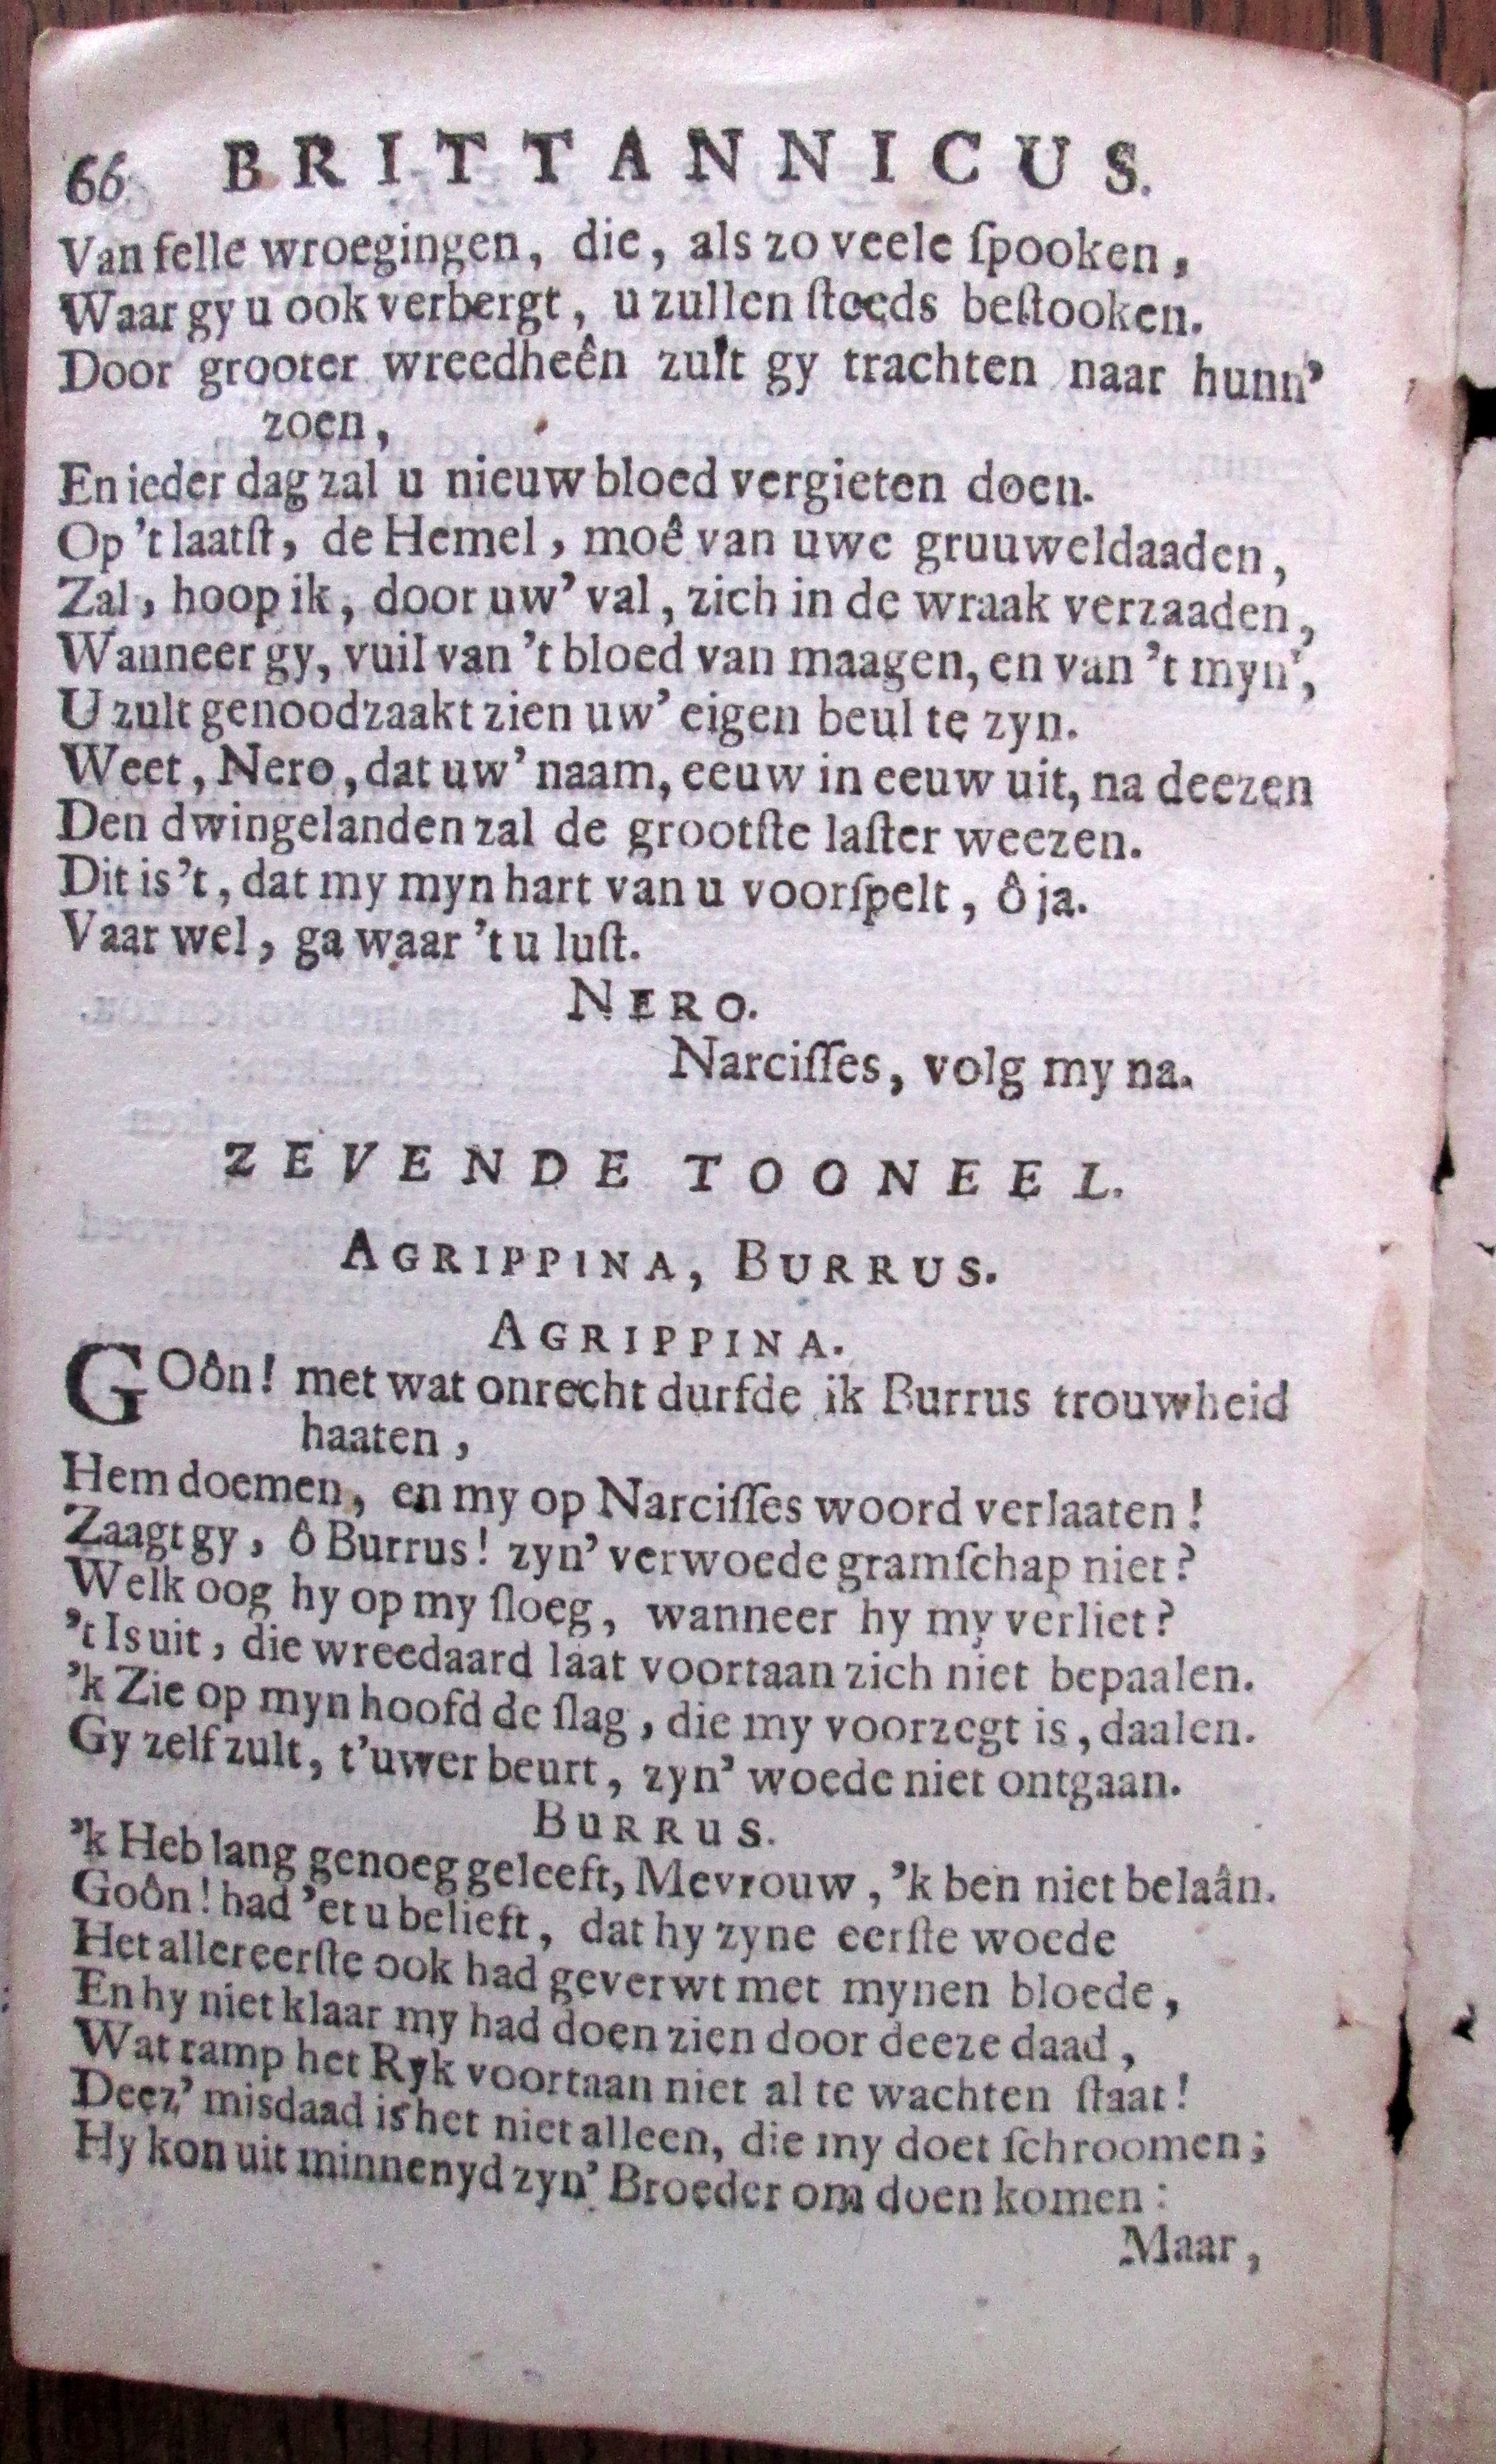 66 BRITTANNICUS.
Van felle wroegingen, die, als zo veele ſpooken,
Waar gy u ook verbergt, u zullen ſteeds beſtooken.
Door grooter wreedheên zult gy trachten naar hunn'
zoen,
En ieder dag zal u nieuw bloed vergieten doen.
Op 't laatſt, de Hemel, moê van uwe gruuweldaaden,
Zal, hoop ik, door uw' val, zich in de wraak verzaaden,
Wanneer gy, vuil van 't bloed van maagen, en van 't myn',
U zult genoodzaakt zien uw' eigen beul te zyn.
Weet, Nero, dat uw' naam, eeuw in eeuw uit, na deezen
Den dwingelanden zal de grootſte laſter weezen.
Dit is 't, dat my myn hart van u voorſpelt, ô ja.
Vaar wel, ga waar 't u luſt.
NERO.
Narciſſes, volg my na.
ZEVENDE TOONEEL.
AGRIPPINA, BURRUS.
AGRIPPINA.
GOôn! met wat onrecht durfde ik Burrus trouwheid
haaten,
Hem doemen, en my op Narciſſes woord verlaaten!
Zaagt gy, ô Burrus! zyn' verwoede gramſchap niet?
Welk oog hy op my ſloeg, wanneer hy my verliet?
't Is uit, die wreedaard laat voortaan zich niet bepaalen.
'k Zie op myn hoofd de ſlag, die my voorzegt is, daalen.
Gy zelf zult, t'uwer beurt, zyn' woede niet ontgaan.
BURRUS.
'k Heb lang genoeg geleeft, Mevrouw, 'k ben niet belaân.
Goôn! had 'et u belieft, dat hy zyne eerſte woede
Het allereerſte ook had geverwt met mynen bloede,
En hy niet klaar my had doen zien door deeze daad,
Wat ramp het Ryk voortaan niet al te wachten ſtaat!
Deez' misdaad is het niet alleen, die my doet ſchroomen;
Hy kon uit minnenyd zyn' Broeder om doen komen:
Maar,